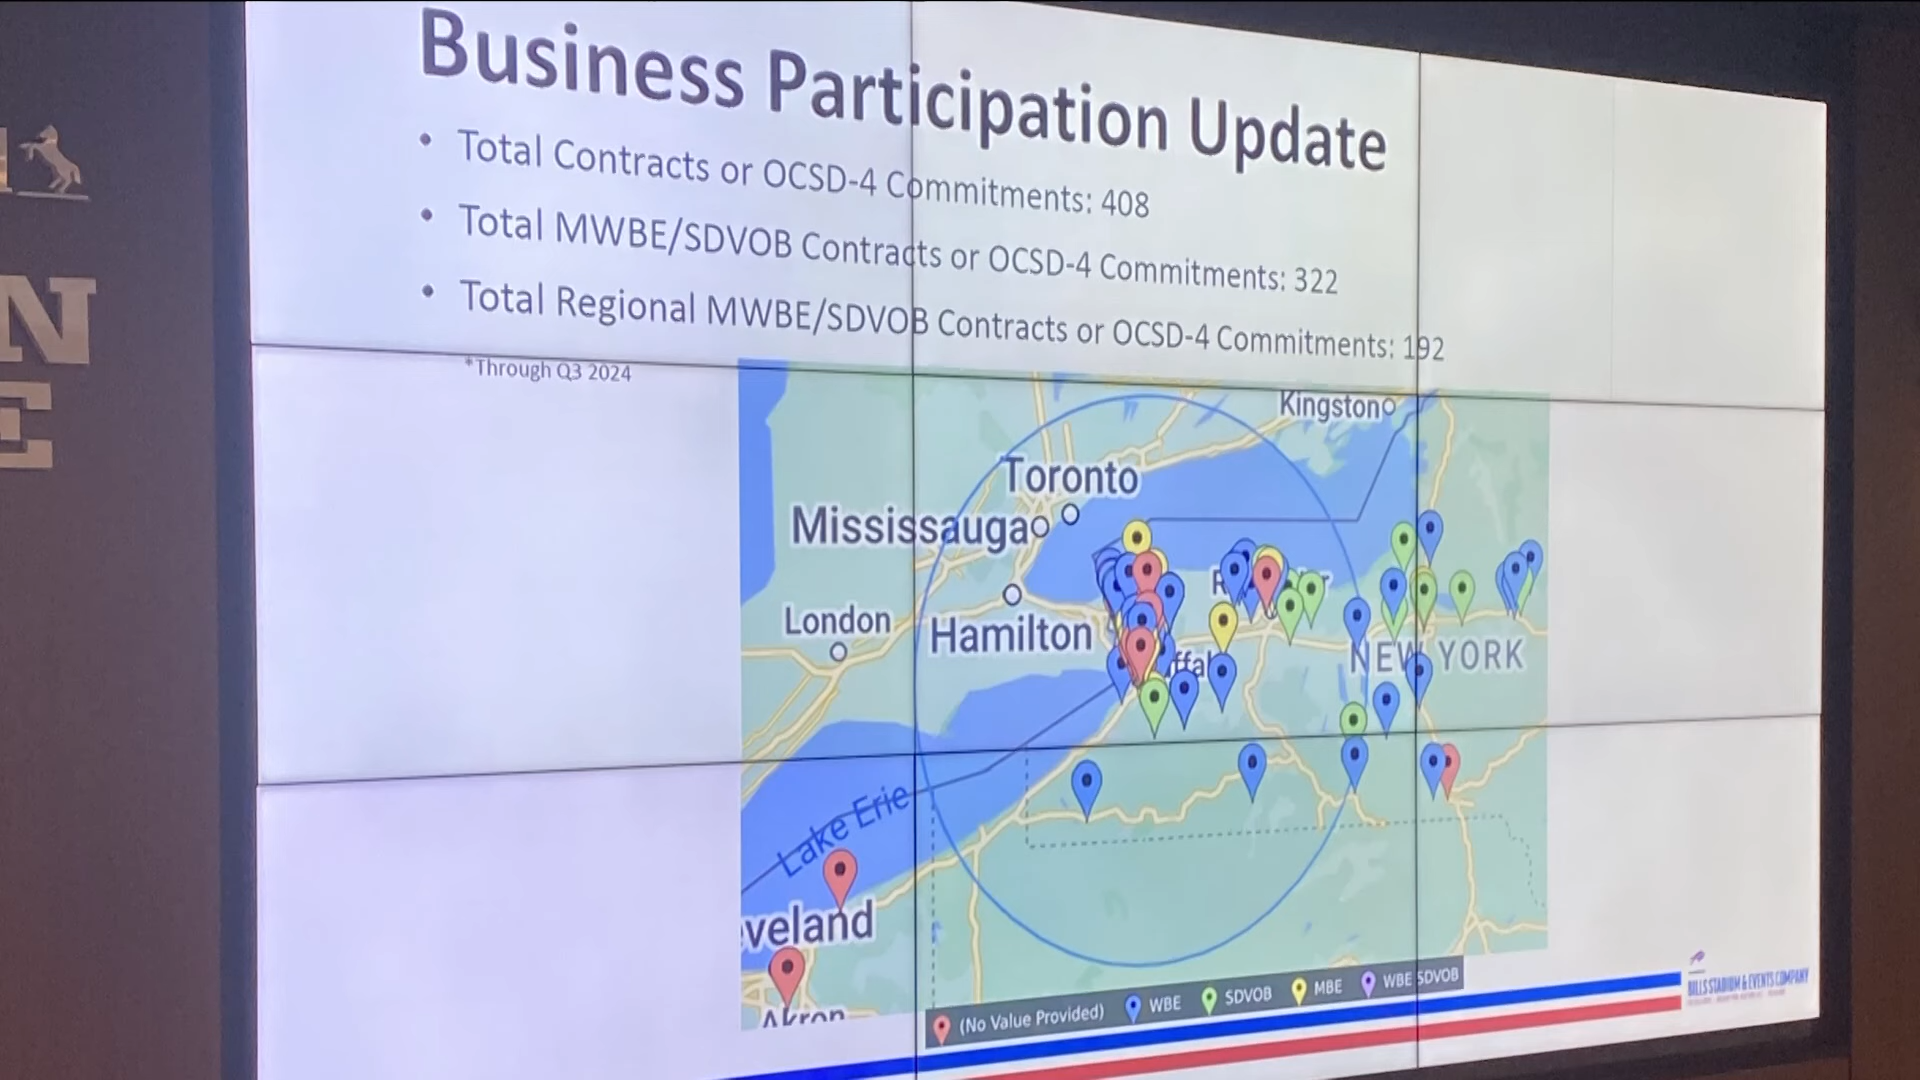 Business Participation Update
• Total Contracts or OCSD-4 Commitments: 408
• Total MWBE/SDVOB Contracts or OCSD-4 Commitments: 322
• Total Regional MWBE/SDVOB Contracts or OCSD-4 Commitments: 192
*Through Q3 2024
N
E
Kingston
Toronto
Mississauga
London
Hamilton
ffal
NEW YORK
Lake Erie
veland
Akron
(No Value Provided) WBE SDVOB MBE WBE SDVOB
BILLS STADIUM & EVENTS COMPANY